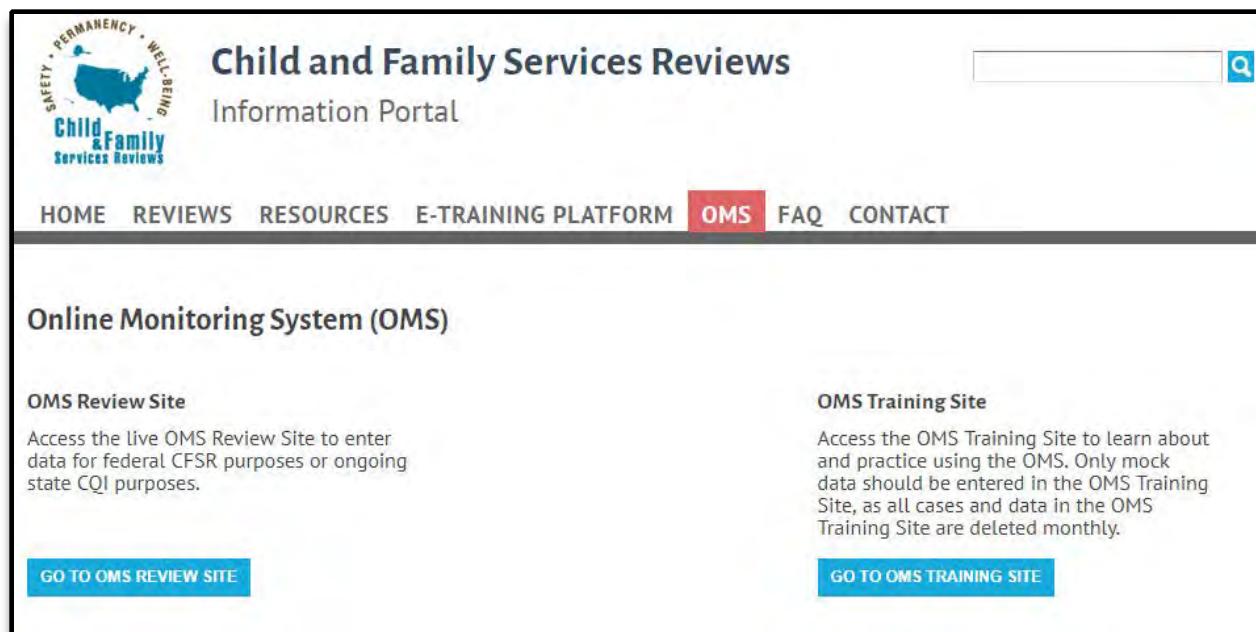 SAFETY • PERMANENCY • WELL-BEING
Child
&Family
Services Reviews
Child and Family Services Reviews
Information Portal
HOME REVIEWS RESOURCES E-TRAINING PLATFORM OMS FAQ CONTACT
Online Monitoring System (OMS)
OMS Review Site
Access the live OMS Review Site to enter
data for federal CFSR purposes or ongoing
state CQI purposes.
GO TO OMS REVIEW SITE
OMS Training Site
Access the OMS Training Site to learn about
and practice using the OMS. Only mock
data should be entered in the OMS Training
Site, as all cases and data in the OMS
Training Site are deleted monthly.
GO TO OMS TRAINING SITE